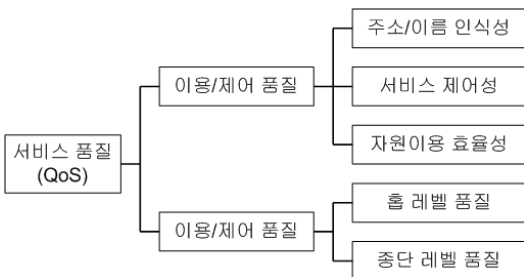 주소/이름 인식성
이용/제어 품질
서비스 제어성
자원이용 효율성
서비스 품질
(QoS)
홉 레벨 품질
이용/제어 품질
종단 레벨 품질